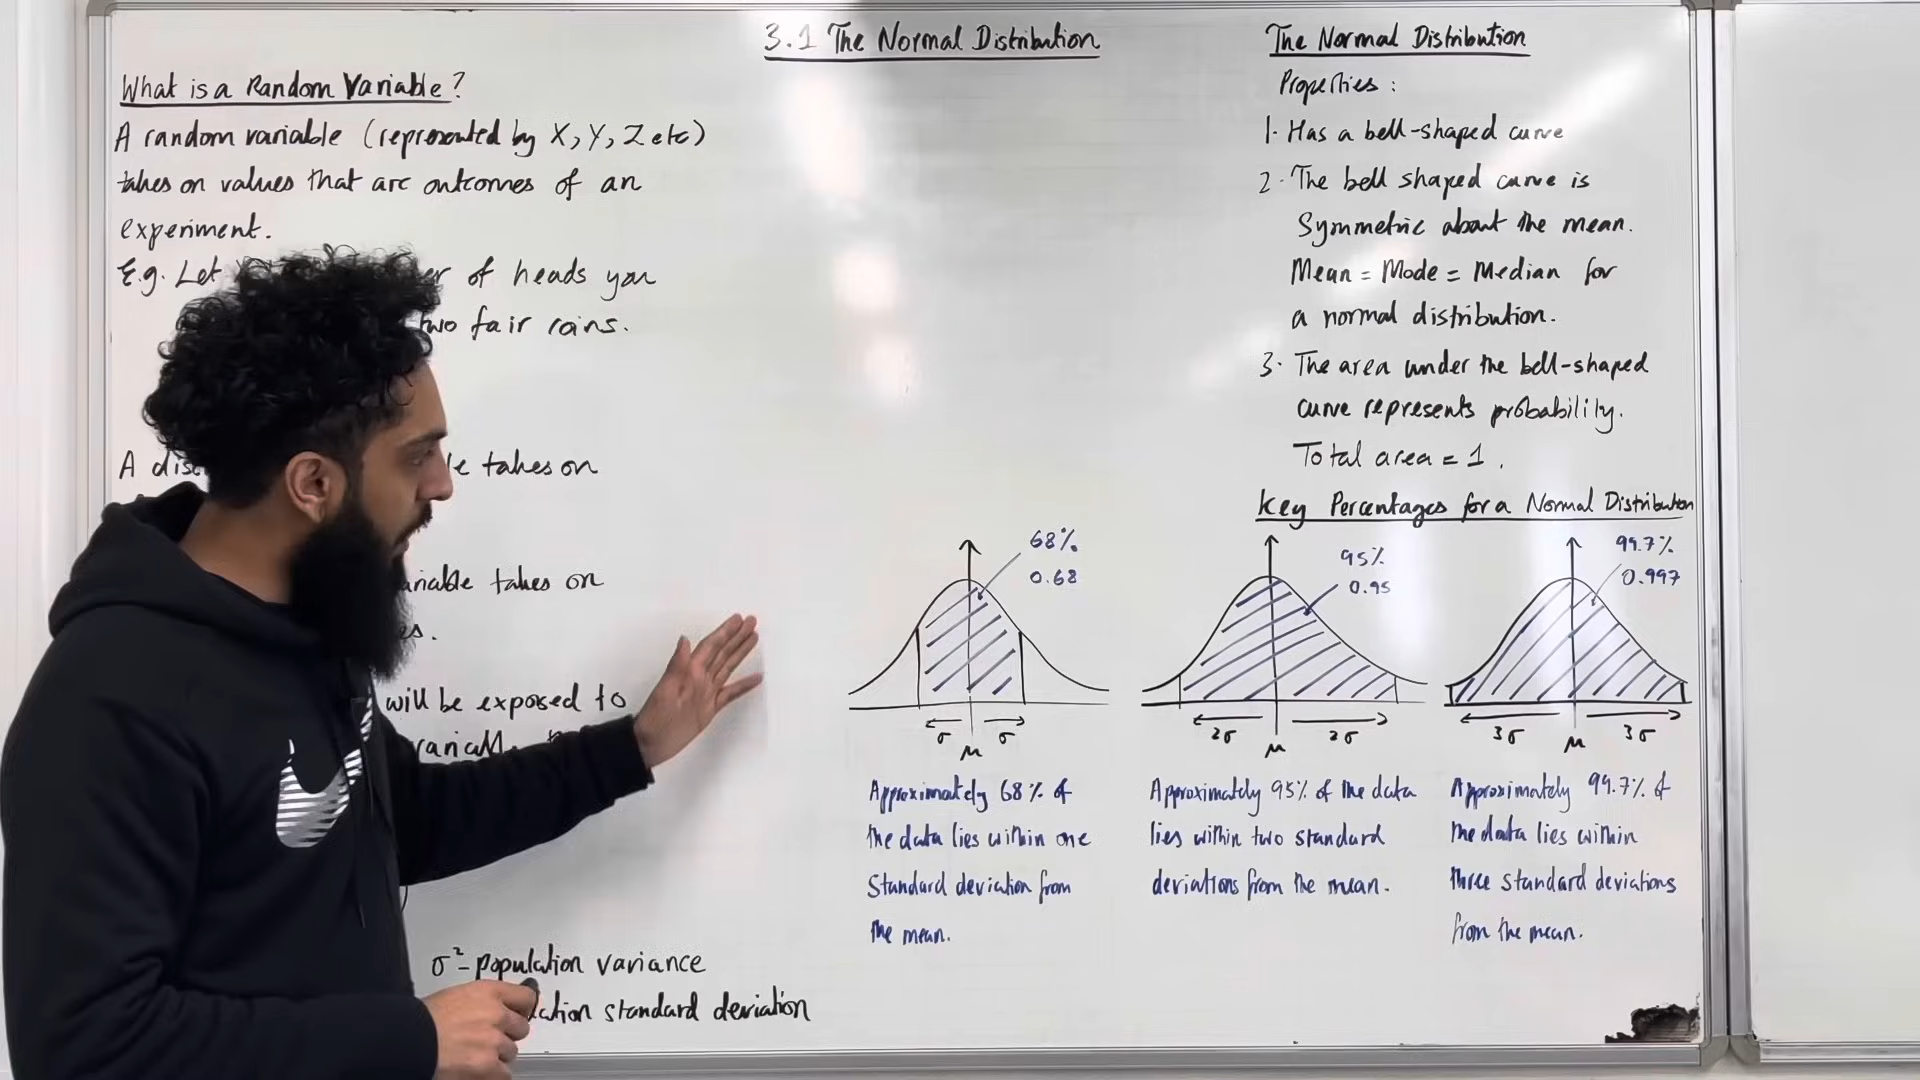 3.1 The Normal Distribution
What is a Random Variable?
A random variable (represented by X, Y, Z etc)
takes on values that are outcomes of an
experiment.
E.g. Let of heads you
two fair coins.
A takes on
takes on
will be exposed to
σ²- population variance
standard deviation
The Normal Distribution
Properties :
1. Has a bell-shaped curve
2. The bell shaped curve is
Symmetric about the mean.
Mean = Mode = Median for
a normal distribution.
3. The area under the bell-shaped
curve represents probability.
Total area = 1 .
Key Percentages for a Normal Distribution
68%
0.68
σ σ
μ
Approximately 68% of
the data lies within one
Standard deviation from
the mean.
95%
0.95
2σ 2σ
μ
Approximately 95% of the data
lies within two standard
deviations from the mean.
99.7%
0.997
3σ 3σ
μ
Approximately 99.7% of
the data lies within
three standard deviations
from the mean.